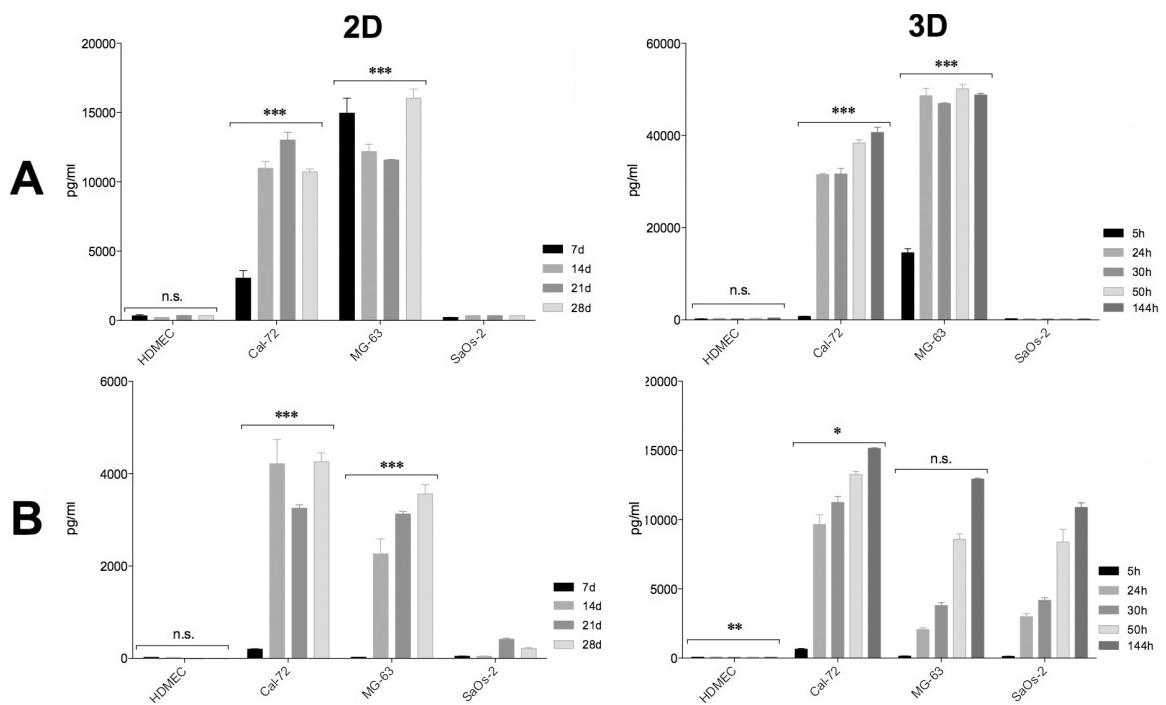 2D
3D
A
20000
15000
10000
5000
0
pg/ml
n.s.
***
***
7d
14d
21d
28d
HDMEC
Cal-72
MG-63
SaOs-2
60000
40000
20000
0
pg/ml
n.s.
***
***
5h
24h
30h
50h
144h
HDMEC
Cal-72
MG-63
SaOs-2
B
6000
4000
2000
0
pg/ml
n.s.
***
***
7d
14d
21d
28d
HDMEC
Cal-72
MG-63
SaOs-2
20000
15000
10000
5000
0
pg/ml
**
*
n.s.
5h
24h
30h
50h
144h
HDMEC
Cal-72
MG-63
SaOs-2